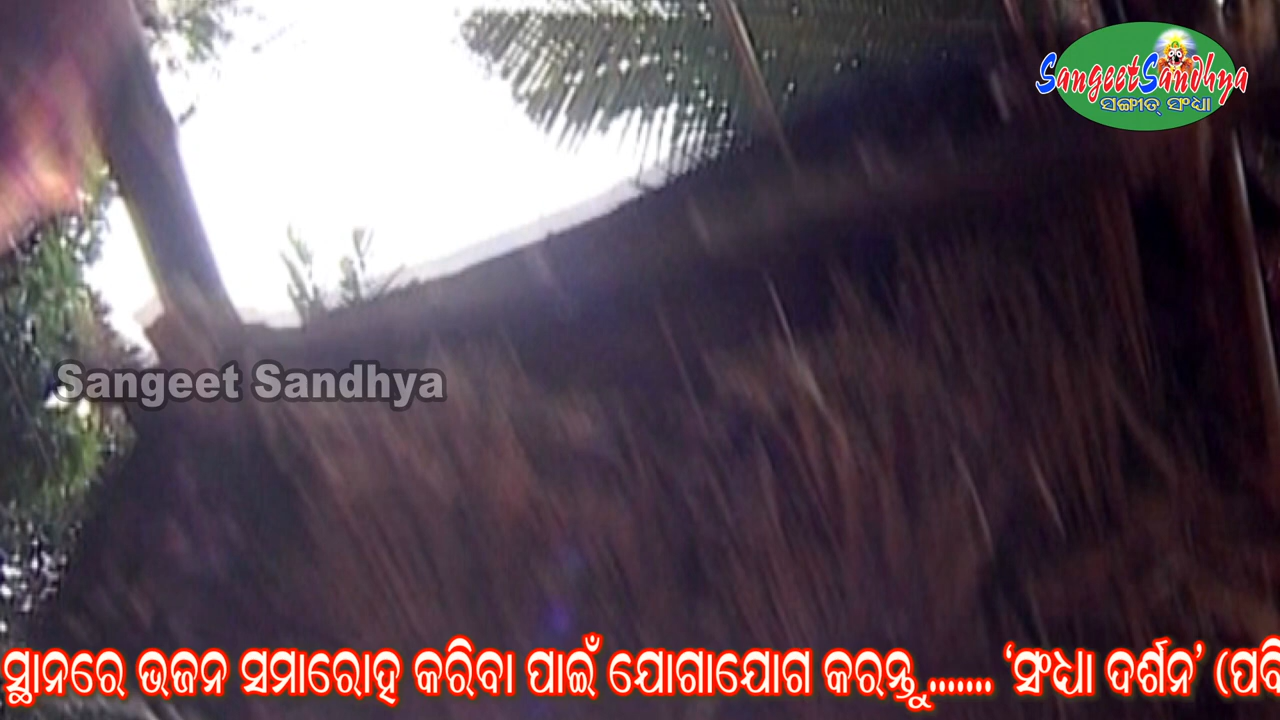 SangeetSandhya
ସଙ୍ଗୀତ୍ ସଂଧ୍ୟା
Sangeet Sandhya
ସ୍ଥାନରେ ଭଜନ ସମାରୋହ କରିବା ପାଇଁ ଯୋଗାଯୋଗ କରନ୍ତୁ....... ‘ସଂଧ୍ୟା ଦର୍ଶନ’